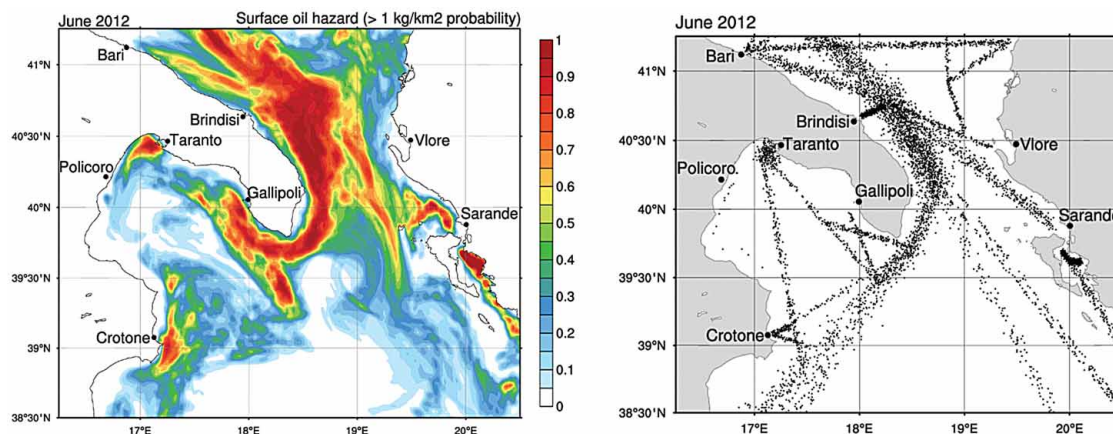 June 2012 Surface oil hazard (> 1 kg/km2 probability)
Bari
Brindisi
Taranto
Vlore
Policoro
Gallipoli
Sarande
Crotone
41°N
40°30'N
40°N
39°30'N
39°N
38°30'N
17°E 18°E 19°E 20°E
1
0.9
0.8
0.7
0.6
0.5
0.4
0.3
0.2
0.1
0
June 2012
Bari
Brindisi
Taranto
Vlore
Policoro
Gallipoli
Sarande
Crotone
41°N
40°30'N
40°N
39°30'N
39°N
38°30'N
17°E 18°E 19°E 20°E